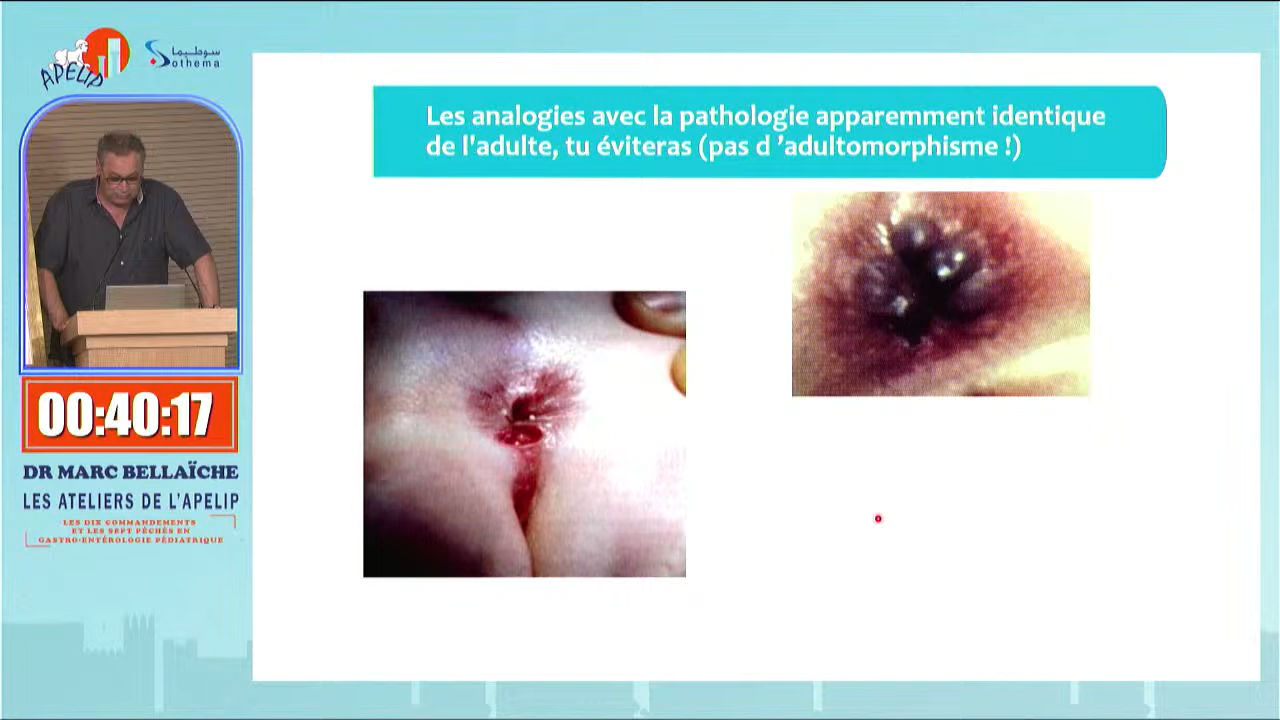 APELIP
سوطيما
Sothema
Les analogies avec la pathologie apparemment identique
de l'adulte, tu éviteras (pas d ’adultomorphisme !)
00:40:17
DR MARC BELLAÏCHE
LES ATELIERS DE L’APELIP
LES DIX COMMANDEMENTS
ET LES SEPT PÉCHÉS EN
GASTRO-ENTÉROLOGIE PÉDIATRIQUE